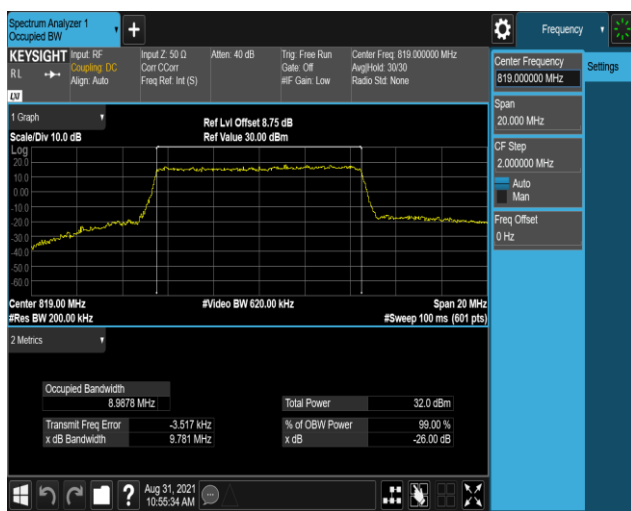 Spectrum Analyzer 1
Occupied BW
+
Frequency
KEYSIGHT Input: RF Input Z: 50 Ω Atten: 40 dB Trig: Free Run Center Freq: 819.000000 MHz
RL Coupling: DC Corr CCorr Gate: Off Avg|Hold: 30/30
Align: Auto Freq Ref: Int (S) #IF Gain: Low Radio Std: None
LXI
Center Frequency
819.000000 MHz
Settings
Span
20.000 MHz
CF Step
2.000000 MHz
Auto
Man
Freq Offset
0 Hz
1 Graph
Ref Lvl Offset 8.75 dB
Scale/Div 10.0 dB Ref Value 30.00 dBm
Log
20.0
10.0
0.00
-10.0
-20.0
-30.0
-40.0
-50.0
-60.0
Center 819.00 MHz #Video BW 620.00 kHz Span 20 MHz
#Res BW 200.00 kHz #Sweep 100 ms (601 pts)
2 Metrics
Occupied Bandwidth
8.9878 MHz Total Power 32.0 dBm
Transmit Freq Error -3.517 kHz % of OBW Power 99.00 %
x dB Bandwidth 9.781 MHz x dB -26.00 dB
? Aug 31, 2021
10:55:34 AM